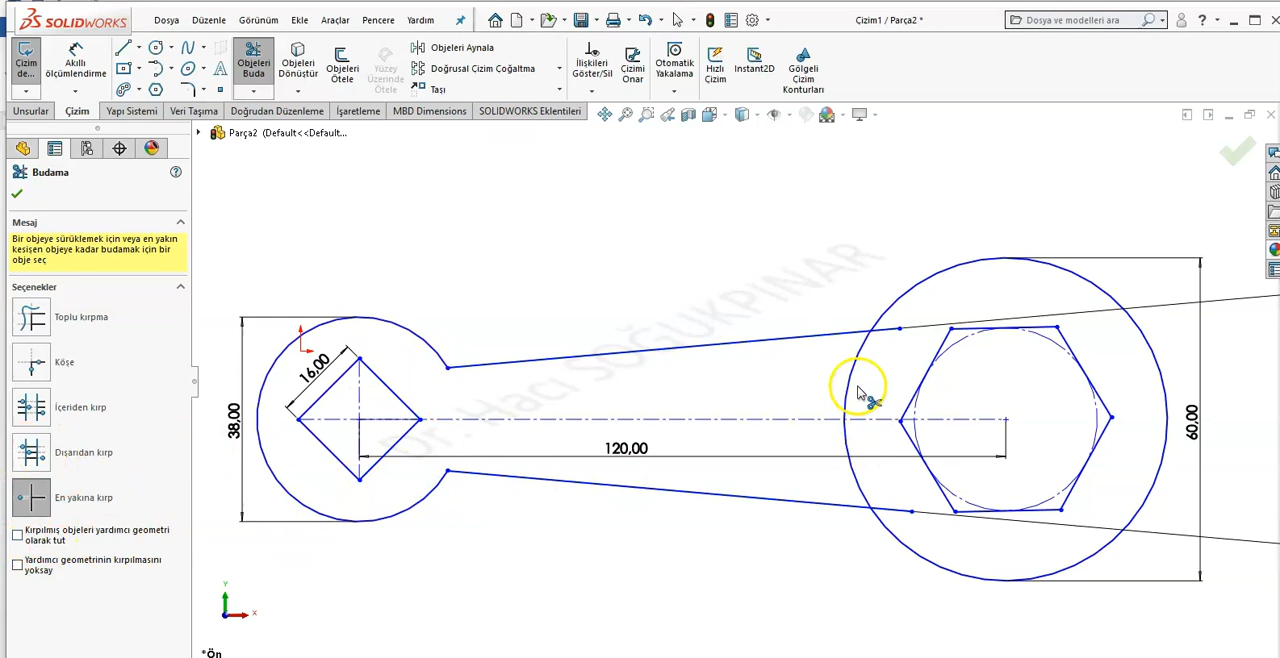 SOLIDWORKS
Dosya Düzenle Görünüm Ekle Araçlar Pencere Yardım
Çizim1 / Parça2 *
Dosya ve modelleri ara
Çizim de...
Akıllı ölçümlendirme
Objeleri Buda
Objeleri Dönüştür
Objeleri Ötele
Yüzey Üzerinde Ötele
Objeleri Aynala
Doğrusal Çizim Çoğaltma
Taşı
İlişkileri Göster/Sil
Çizimi Onar
Otomatik Yakalama
Hızlı Çizim
Instant2D
Gölgeli Çizim Konturları
Unsurlar Çizim Yapı Sistemi Veri Taşıma Doğrudan Düzenleme İşaretleme MBD Dimensions SOLIDWORKS Eklentileri
Parça2 (Default<<Default...
Budama
Mesaj
Bir objeye sürüklemek için veya en yakın
kesişen objeye kadar budamak için bir
obje seç
Seçenekler
Toplu kırpma
Köşe
İçeriden kırp
Dışarıdan kırp
En yakına kırp
Kırpılmış objeleri yardımcı geometri
olarak tut
Yardımcı geometrinin kırpılmasını
yoksay
16,00
38,00
120,00
60,00
Dr. Hacı SOĞUKPINAR
Y
X
*Ön